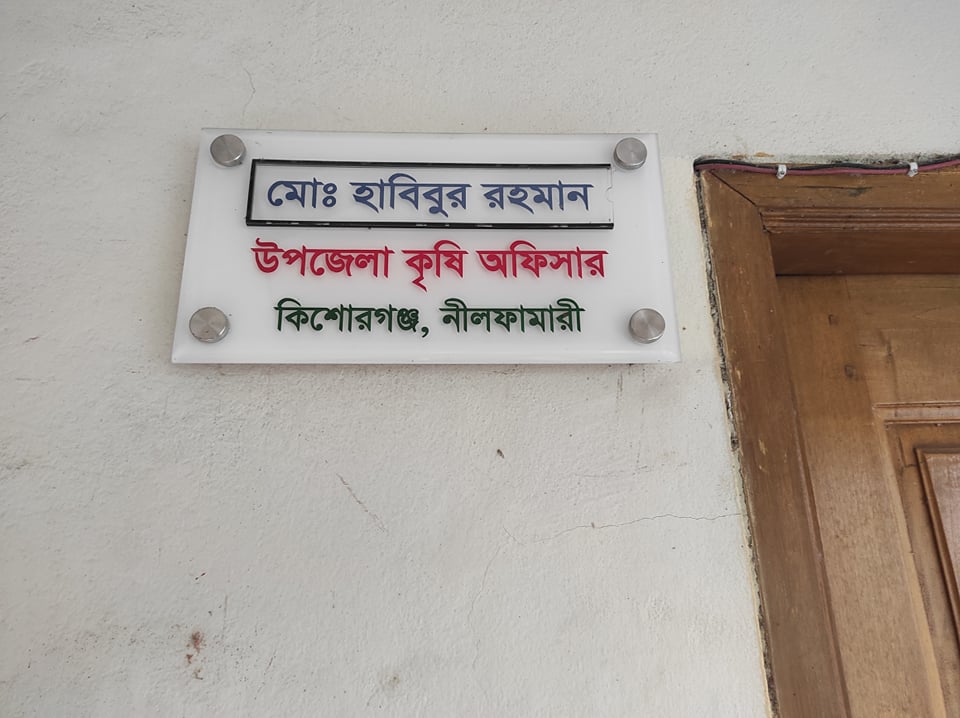 মোঃ হাবিবুর রহমান
উপজেলা কৃষি অফিসার
কিশোরগঞ্জ, নীলফামারী